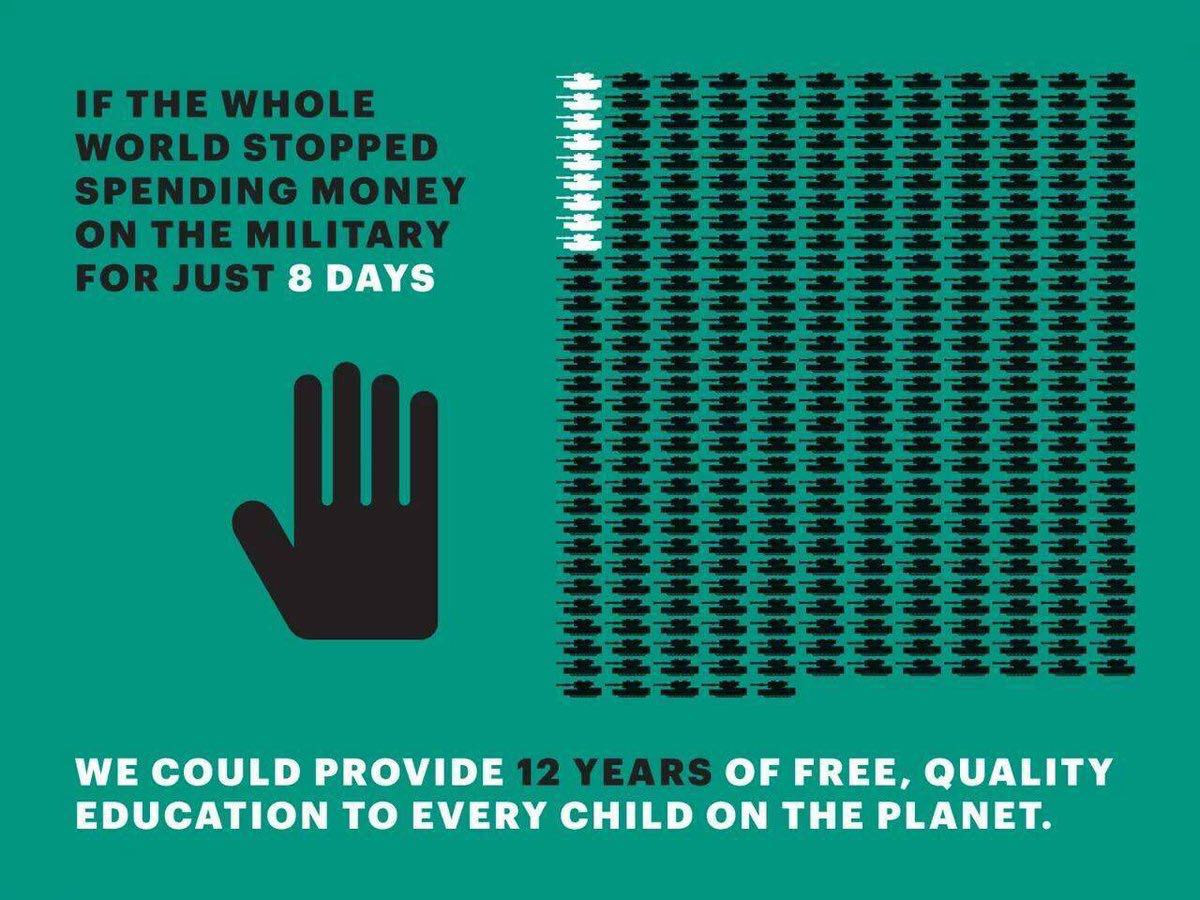 IF THE WHOLE
WORLD STOPPED
SPENDING MONEY
ON THE MILITARY
FOR JUST 8 DAYS
WE COULD PROVIDE 12 YEARS OF FREE, QUALITY
EDUCATION TO EVERY CHILD ON THE PLANET.